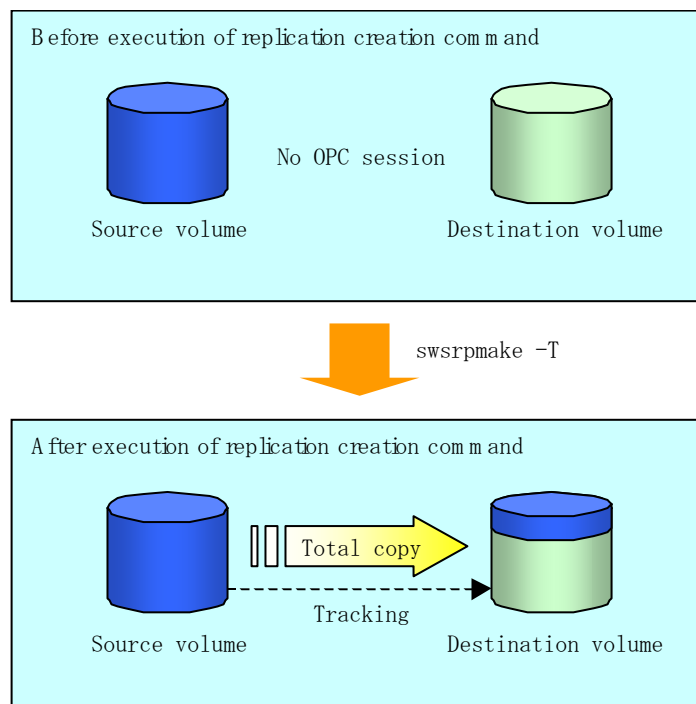 Before execution of replication creation command
No OPC session
Source volume
Destination volume
swsrpmake -T
After execution of replication creation command
Total copy
Tracking
Source volume
Destination volume